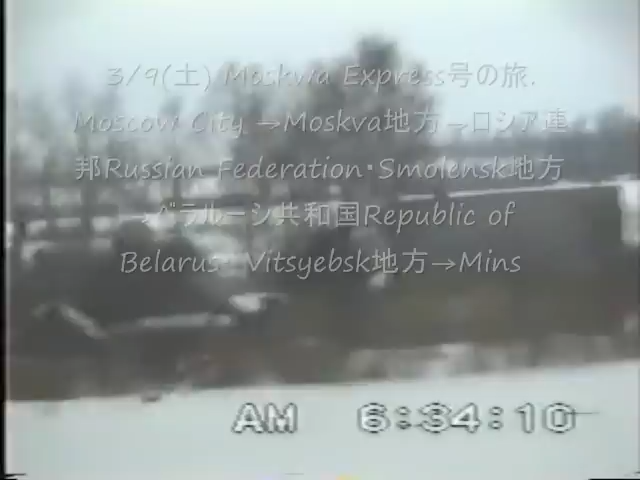 3/9(土) Moskwa Express号の旅.
Moscow City →Moskva地方→ロシア連
邦Russian Federation･Smolensk地方
→ベラルーシ共和国Republic of
Belarus･ Vitsyebsk地方→Mins
AM 6:34:10